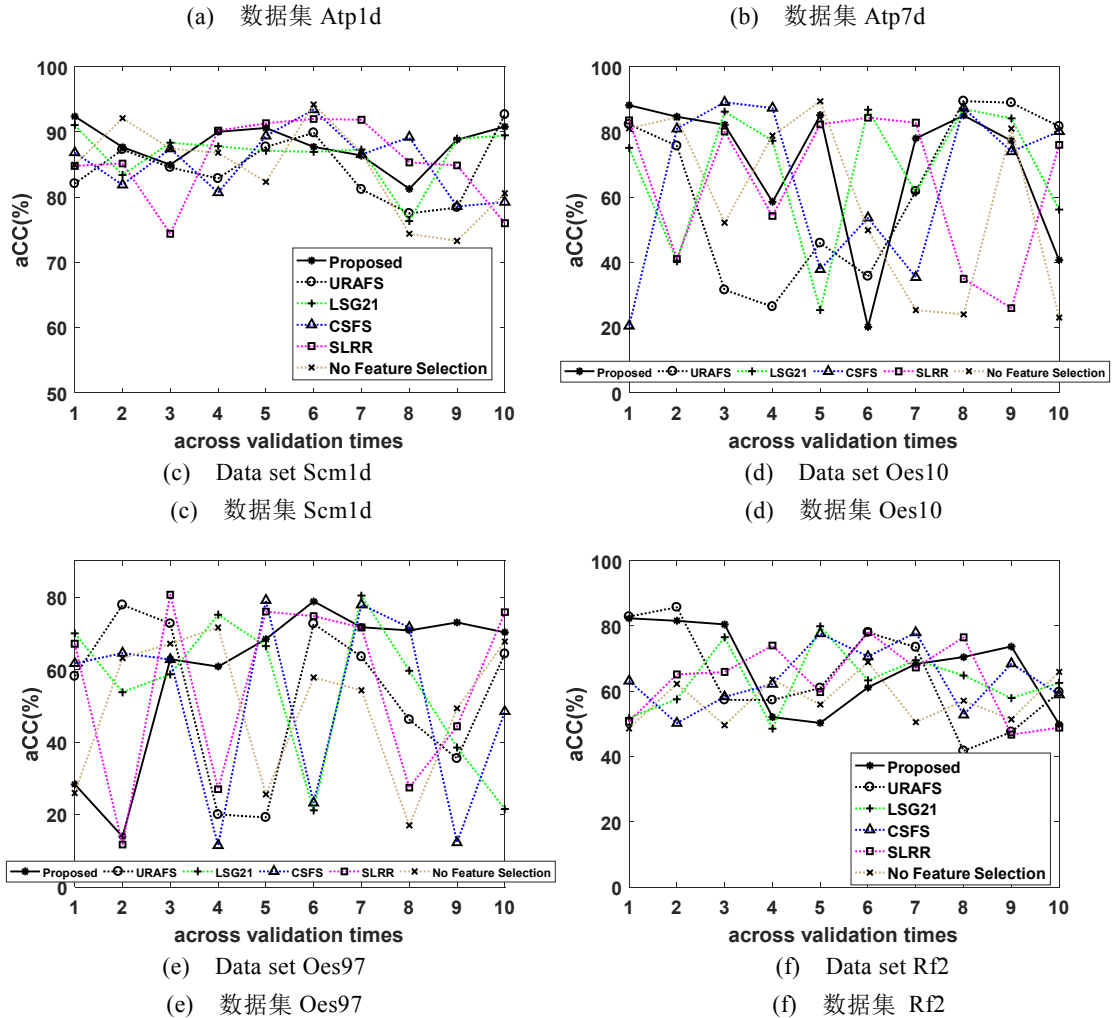 (a) 数据集 Atp1d
(b) 数据集 Atp7d
100
90
80
70
60
50
aCC(%)
Proposed
URAFS
LSG21
CSFS
SLRR
No Feature Selection
1 2 3 4 5 6 7 8 9 10
across validation times
(c) Data set Scm1d
(c) 数据集 Scm1d
100
80
60
40
20
0
aCC(%)
Proposed URAFS LSG21 CSFS SLRR No Feature Selection
1 2 3 4 5 6 7 8 9 10
across validation times
(d) Data set Oes10
(d) 数据集 Oes10
80
60
40
20
0
aCC(%)
Proposed URAFS LSG21 CSFS SLRR No Feature Selection
1 2 3 4 5 6 7 8 9 10
across validation times
(e) Data set Oes97
(e) 数据集 Oes97
100
80
60
40
20
0
aCC(%)
Proposed
URAFS
LSG21
CSFS
SLRR
No Feature Selection
1 2 3 4 5 6 7 8 9 10
across validation times
(f) Data set Rf2
(f) 数据集 Rf2